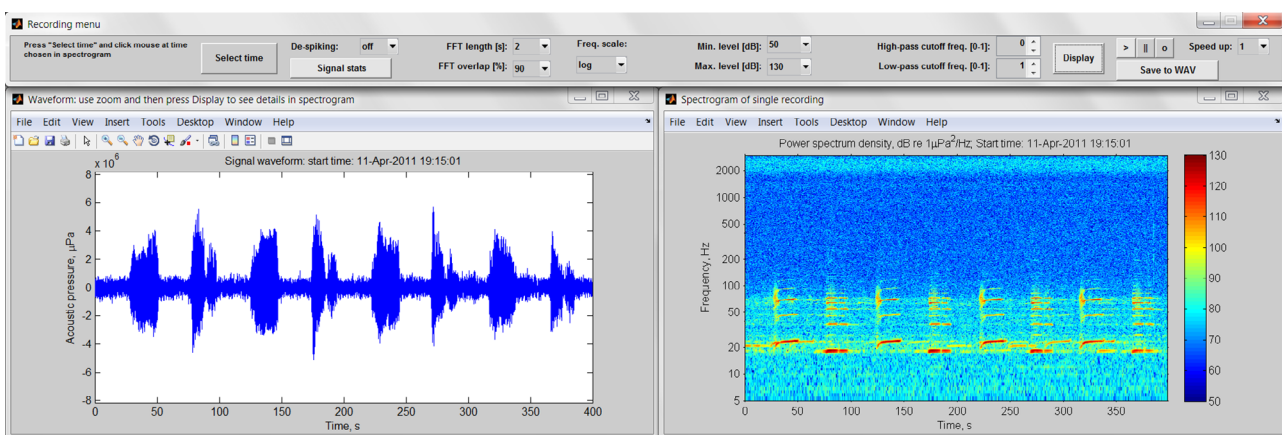 Recording menu
Press "Select time" and click mouse at time
chosen in spectrogram
Select time
De-spiking: off
Signal stats
FFT length [s]: 2
FFT overlap [%]: 90
Freq. scale:
log
Min. level [dB]: 50
Max. level [dB]: 130
High-pass cutoff freq. [0-1]: 0
Low-pass cutoff freq. [0-1]: 1
Display
> || o
Speed up: 1
Save to WAV
Waveform: use zoom and then press Display to see details in spectrogram
File Edit View Insert Tools Desktop Window Help
x 10^6
Signal waveform: start time: 11-Apr-2011 19:15:01
Acoustic pressure, µPa
8
6
4
2
0
-2
-4
-6
-8
0 50 100 150 200 250 300 350 400
Time, s
Spectrogram of single recording
File Edit View Insert Tools Desktop Window Help
Power spectrum density, dB re 1µPa²/Hz; Start time: 11-Apr-2011 19:15:01
Frequency, Hz
2000
1000
500
200
100
50
20
10
5
0 50 100 150 200 250 300 350
Time, s
130
120
110
100
90
80
70
60
50